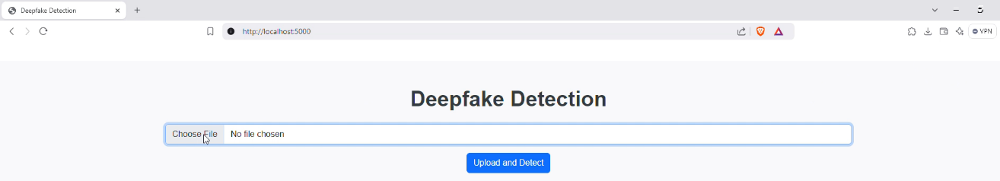 Deepfake Detection
http://localhost:5000
VPN
Deepfake Detection
Choose File No file chosen
Upload and Detect